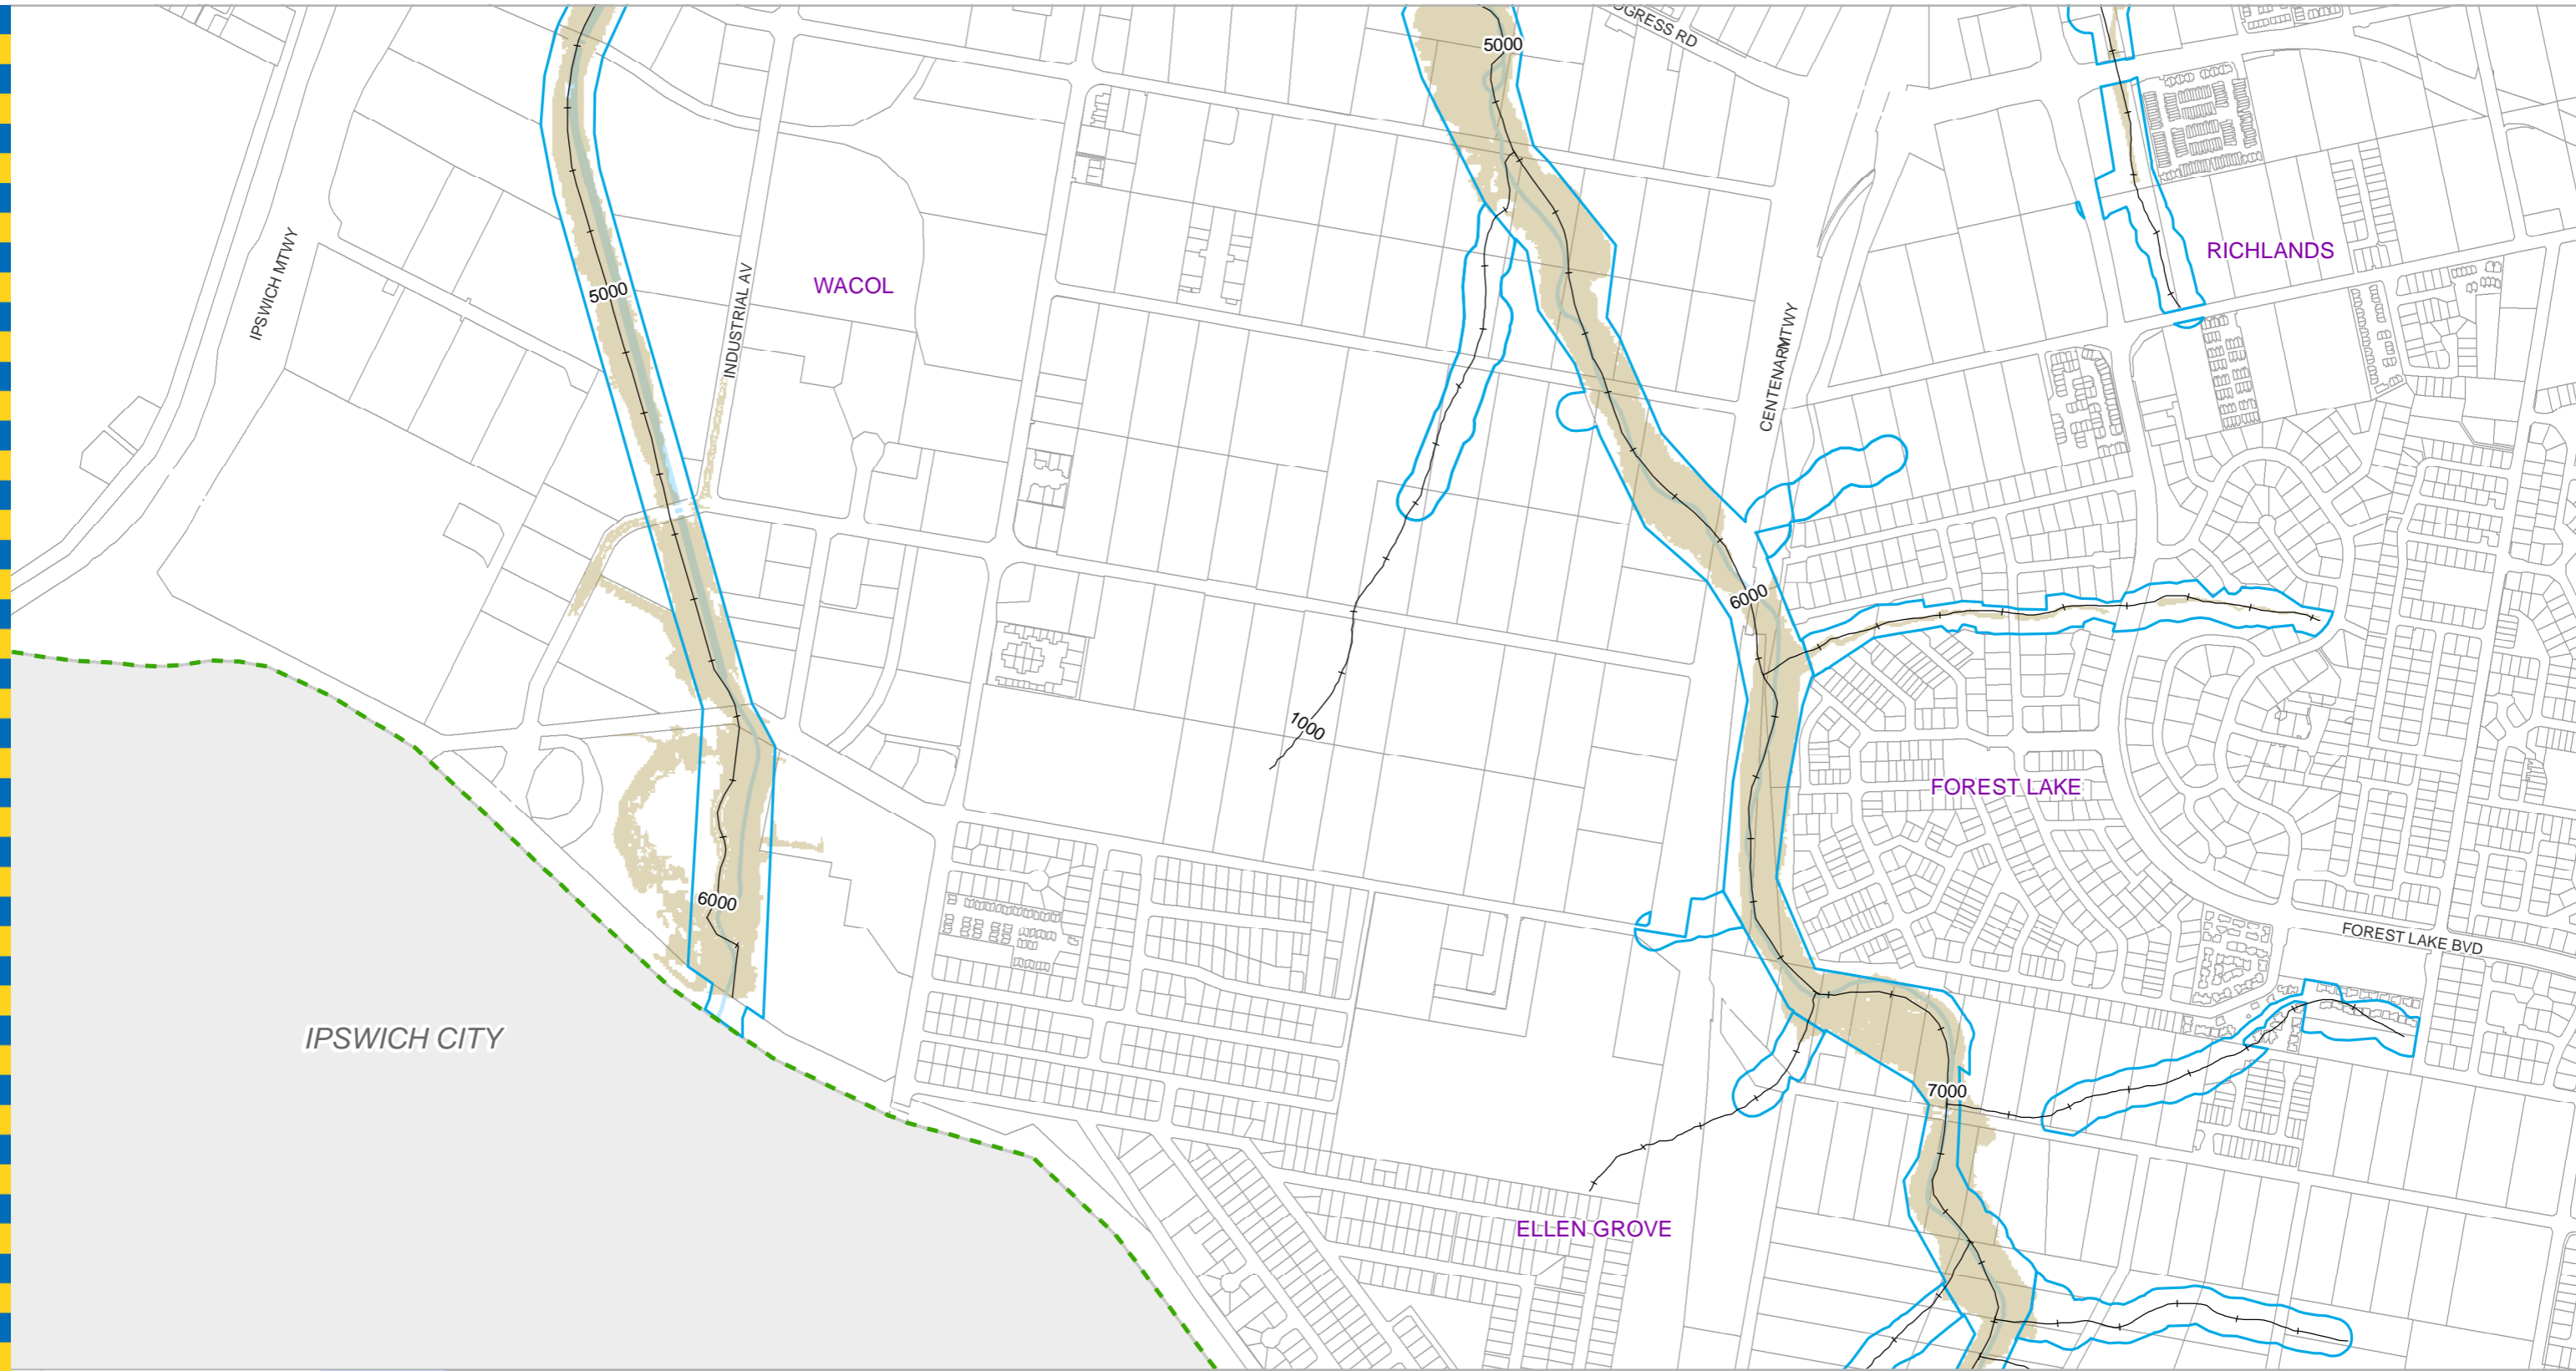 OGRESS RD
5000
RICHLANDS
IPSWICH MTWY
WACOL
5000
INDUSTRIAL AV
CENTENARY MTWY
6000
1000
FOREST LAKE
6000
FOREST LAKE BVD
IPSWICH CITY
7000
ELLEN GROVE